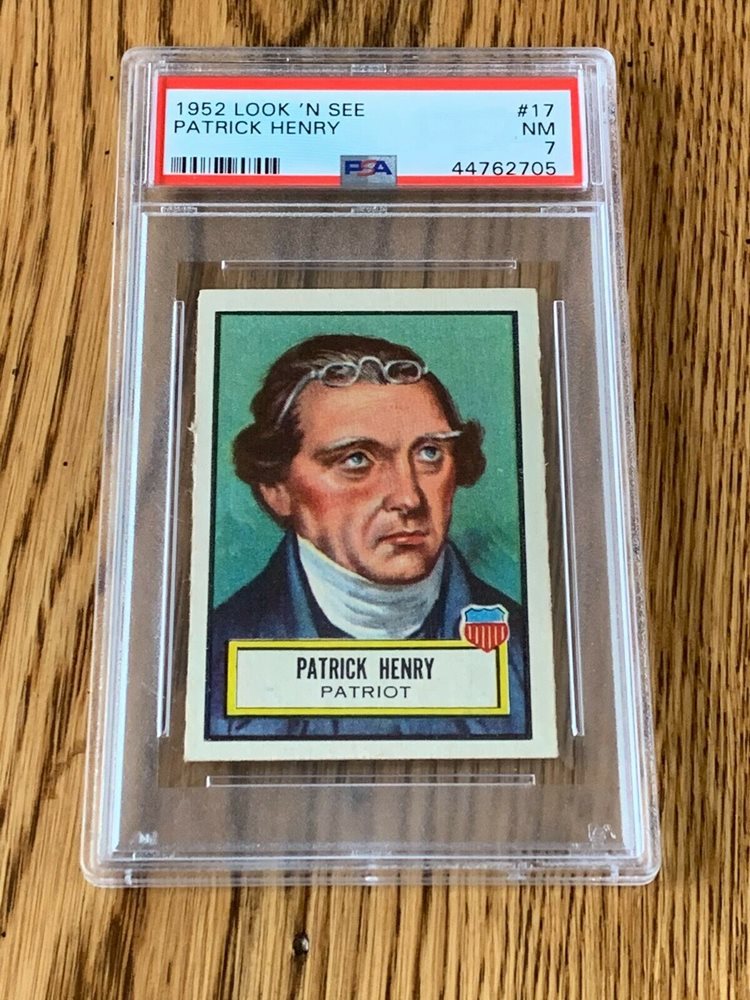 1952 LOOK 'N SEE #17
PATRICK HENRY NM
7
PSA 44762705
PATRICK HENRY
PATRIOT